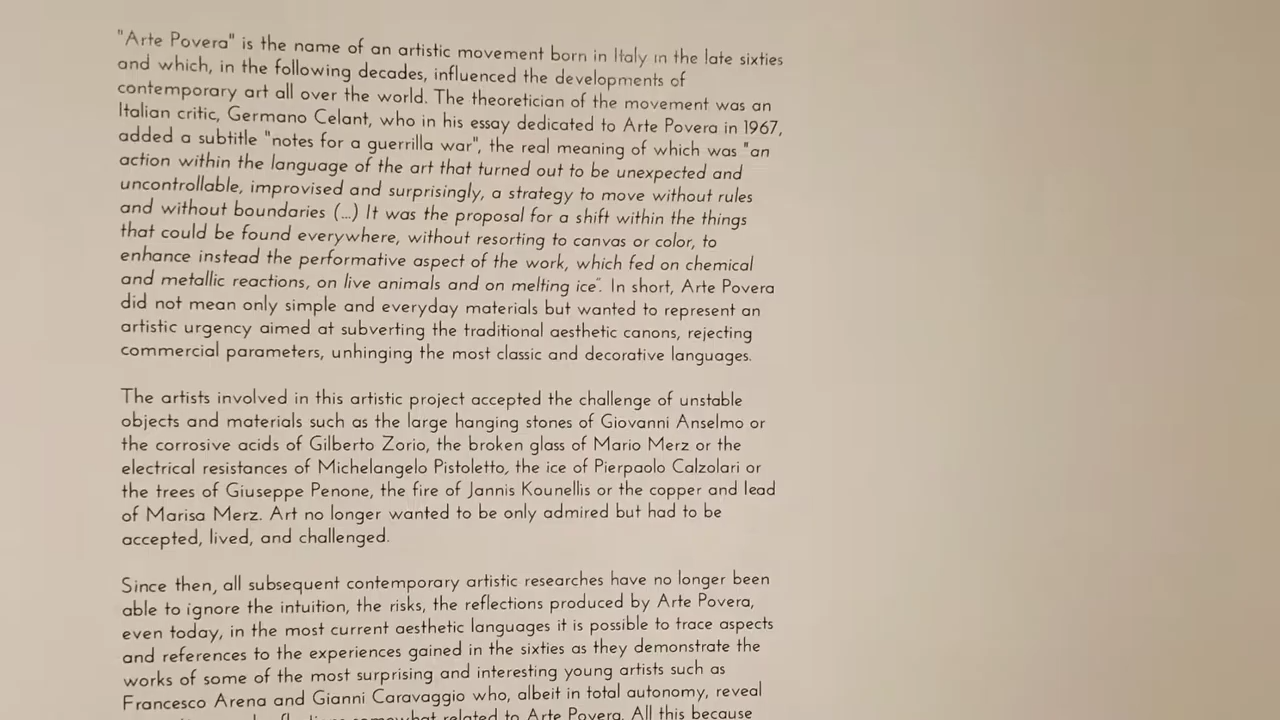 "Arte Povera" is the name of an artistic movement born in Italy in the late sixties
and which, in the following decades, influenced the developments of
contemporary art all over the world. The theoretician of the movement was an
Italian critic, Germano Celant, who in his essay dedicated to Arte Povera in 1967,
added a subtitle "notes for a guerrilla war", the real meaning of which was "an
action within the language of the art that turned out to be unexpected and
uncontrollable, improvised and surprisingly, a strategy to move without rules
and without boundaries (...) It was the proposal for a shift within the things
that could be found everywhere, without resorting to canvas or color, to
enhance instead the performative aspect of the work, which fed on chemical
and metallic reactions, on live animals and on melting ice". In short, Arte Povera
did not mean only simple and everyday materials but wanted to represent an
artistic urgency aimed at subverting the traditional aesthetic canons, rejecting
commercial parameters, unhinging the most classic and decorative languages.
The artists involved in this artistic project accepted the challenge of unstable
objects and materials such as the large hanging stones of Giovanni Anselmo or
the corrosive acids of Gilberto Zorio, the broken glass of Mario Merz or the
electrical resistances of Michelangelo Pistoletto, the ice of Pierpaolo Calzolari or
the trees of Giuseppe Penone, the fire of Jannis Kounellis or the copper and lead
of Marisa Merz. Art no longer wanted to be only admired but had to be
accepted, lived, and challenged.
Since then, all subsequent contemporary artistic researches have no longer been
able to ignore the intuition, the risks, the reflections produced by Arte Povera,
even today, in the most current aesthetic languages it is possible to trace aspects
and references to the experiences gained in the sixties as they demonstrate the
works of some of the most surprising and interesting young artists such as
Francesco Arena and Gianni Caravaggio who, albeit in total autonomy, reveal
somewhat related to Arte Povera. All this because